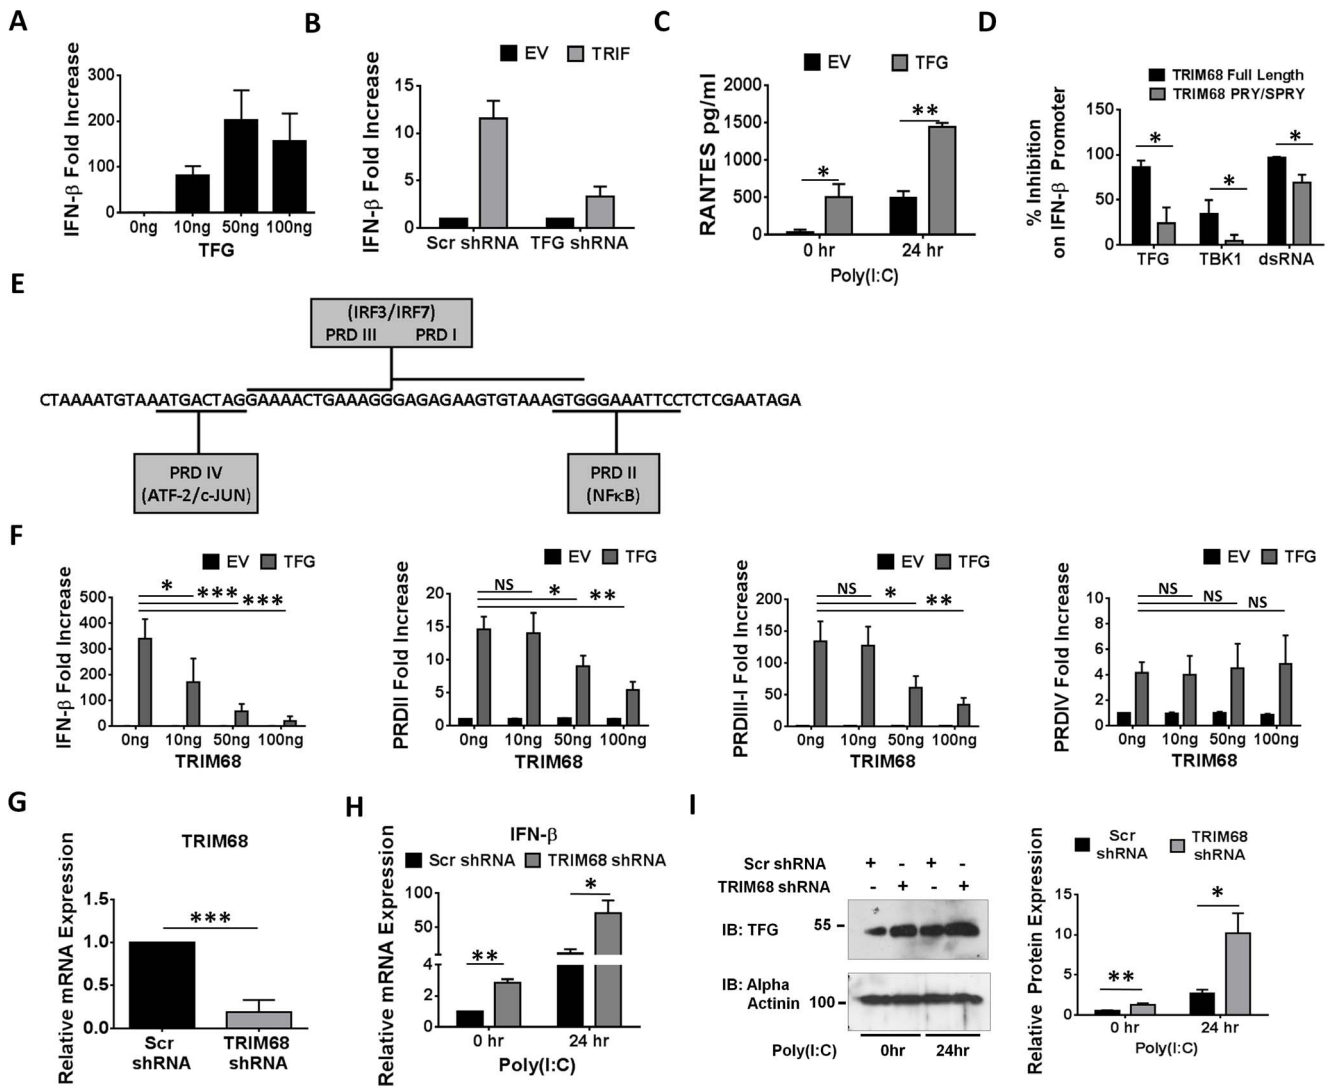 A
IFN-β Fold Increase
300
200
100
0
0ng 10ng 50ng 100ng
TFG
B
EV TRIF
IFN-β Fold Increase
15
10
5
0
Scr shRNA TFG shRNA
C
EV TFG
RANTES pg/ml
2000
1500
1000
500
0
*
**
0 hr 24 hr
Poly(I:C)
D
TRIM68 Full Length
TRIM68 PRY/SPRY
% Inhibition
on IFN-β Promoter
150
100
50
0
* * *
TFG TBK1 dsRNA
E
(IRF3/IRF7)
PRD III PRD I
CTAAAATGTAAATGACTAGGAAAACTGAAAGGGAGAGAAGTGTAAAGTGGGAAATTCCTCTCGAATAGA
PRD IV
(ATF-2/c-JUN)
PRD II
(NFκB)
F
EV TFG
IFN-β Fold Increase
500
400
300
200
100
0
* *** ***
0ng 10ng 50ng 100ng
TRIM68
EV TFG
PRDII Fold Increase
20
15
10
5
0
NS * **
0ng 10ng 50ng 100ng
TRIM68
EV TFG
PRDIII-I Fold Increase
200
150
100
50
0
NS * **
0ng 10ng 50ng 100ng
TRIM68
EV TFG
PRDIV Fold Increase
10
8
6
4
2
0
NS NS NS
0ng 10ng 50ng 100ng
TRIM68
G
TRIM68
Relative mRNA Expression
1.5
1.0
0.5
0.0
***
Scr TRIM68
shRNA shRNA
H
IFN-β
Scr shRNA TRIM68 shRNA
Relative mRNA Expression
100
50
4
2
0
**
*
0 hr 24 hr
Poly(I:C)
I
Scr shRNA + - + -
TRIM68 shRNA - + - +
IB: TFG 55
IB: Alpha
Actinin 100
Poly(I:C) 0hr 24hr
Scr TRIM68
shRNA shRNA
Relative Protein Expression
15
10
5
0
**
*
0 hr 24 hr
Poly(I:C)